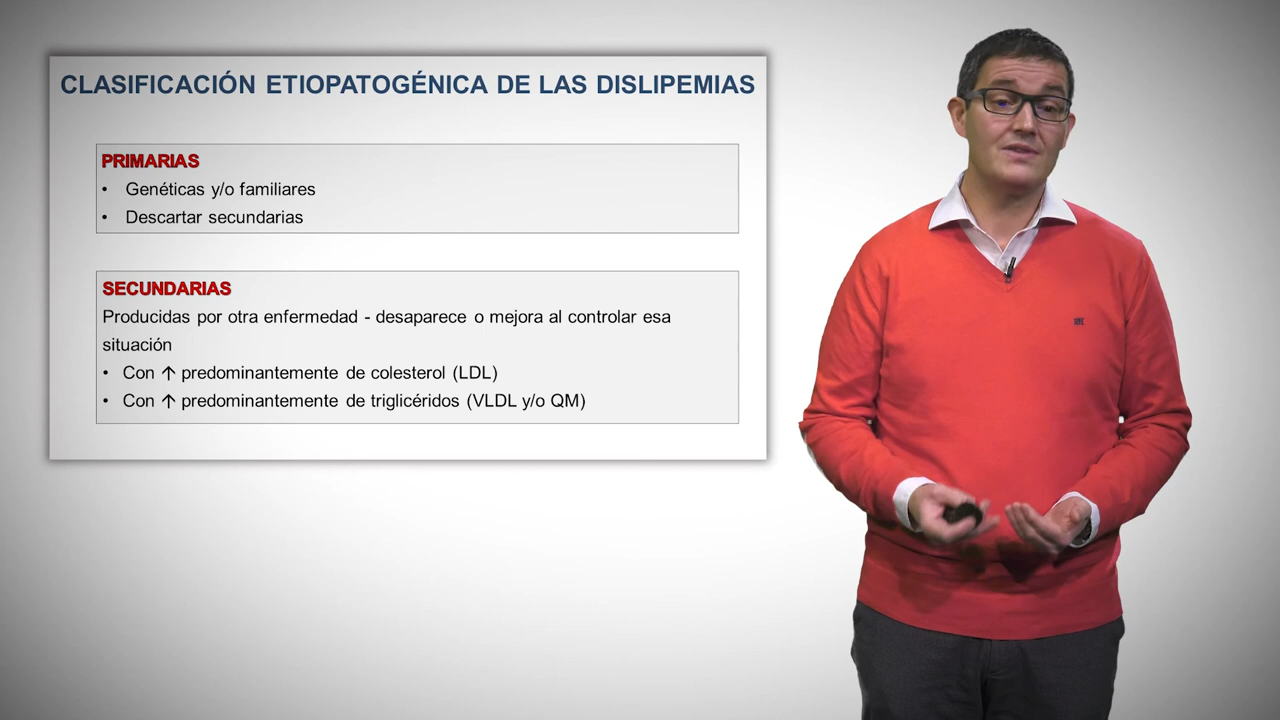 CLASIFICACIÓN ETIOPATOGÉNICA DE LAS DISLIPEMIAS
PRIMARIAS
• Genéticas y/o familiares
• Descartar secundarias
SECUNDARIAS
Producidas por otra enfermedad - desaparece o mejora al controlar esa
situación
• Con ↑ predominantemente de colesterol (LDL)
• Con ↑ predominantemente de triglicéridos (VLDL y/o QM)